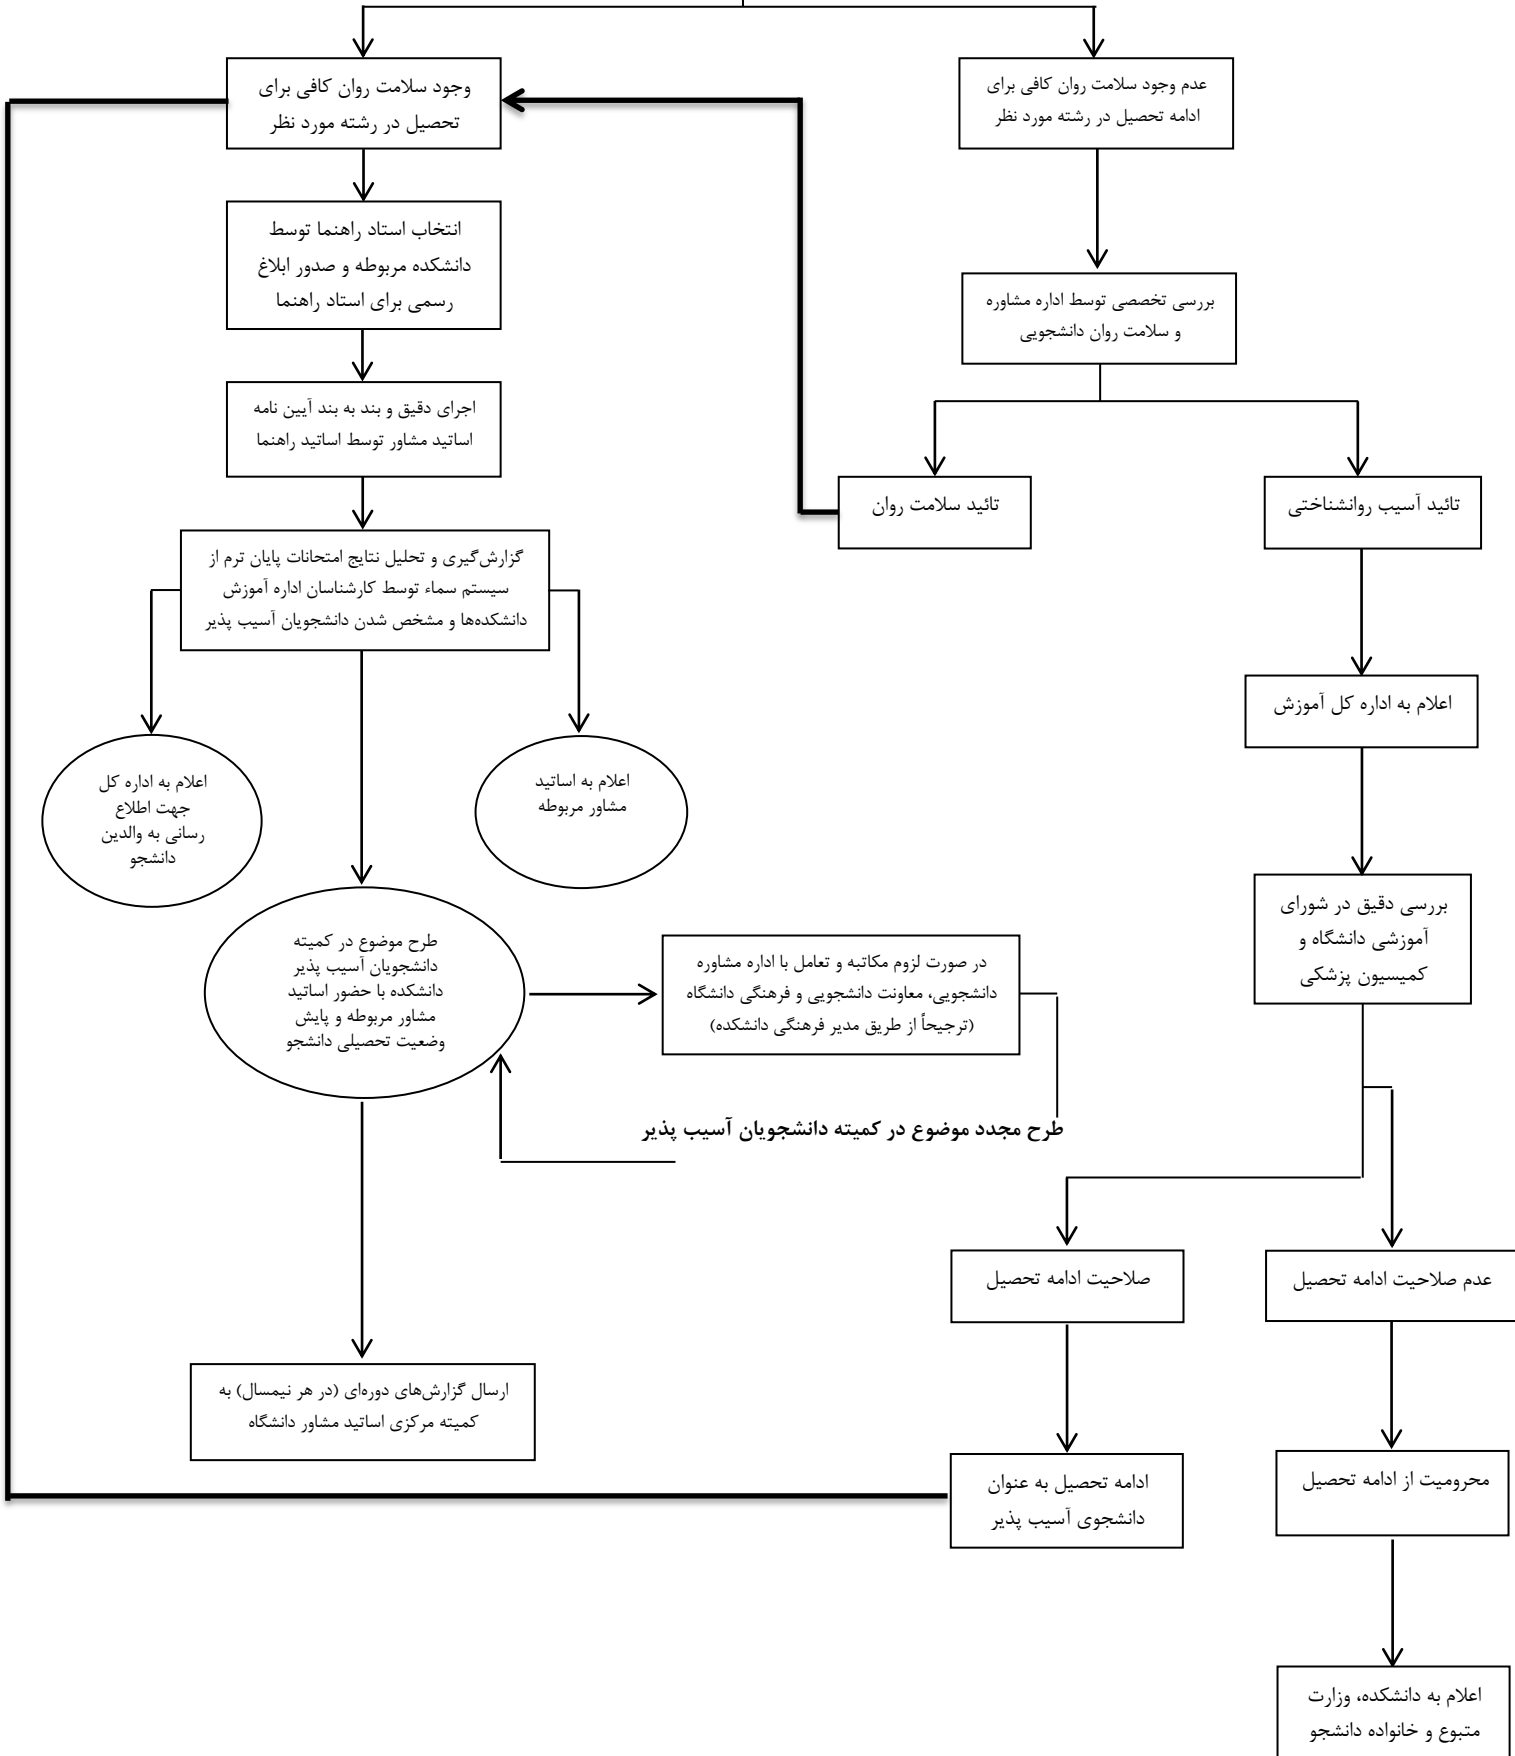 عدم وجود سلامت روان کافی برای
ادامه تحصیل در رشته مورد نظر
وجود سلامت روان کافی برای
تحصیل در رشته مورد نظر
انتخاب استاد راهنما توسط
دانشکده مربوطه و صدور ابلاغ
رسمی برای استاد راهنما
بررسی تخصصی توسط اداره مشاوره
و سلامت روان دانشجویی
اجرای دقیق و بند به بند آیین نامه
اساتید مشاور توسط اساتید راهنما
تائید آسیب روانشناختی
تائید سلامت روان
گزارش‌گیری و تحلیل نتایج امتحانات پایان ترم از
سیستم سماء توسط کارشناسان اداره آموزش
دانشکده‌ها و مشخص شدن دانشجویان آسیب پذیر
اعلام به اداره کل آموزش
اعلام به اساتید
مشاور مربوطه
اعلام به اداره کل
جهت اطلاع
رسانی به والدین
دانشجو
بررسی دقیق در شورای
آموزشی دانشگاه و
کمیسیون پزشکی
طرح موضوع در کمیته
دانشجویان آسیب پذیر
دانشکده با حضور اساتید
مشاور مربوطه و پایش
وضعیت تحصیلی دانشجو
در صورت لزوم مکاتبه و تعامل با اداره مشاوره
دانشجویی، معاونت دانشجویی و فرهنگی دانشگاه
(ترجیحاً از طریق مدیر فرهنگی دانشکده)
طرح مجدد موضوع در کمیته دانشجویان آسیب پذیر
عدم صلاحیت ادامه تحصیل
صلاحیت ادامه تحصیل
ارسال گزارش‌های دوره‌ای (در هر نیمسال) به
کمیته مرکزی اساتید مشاور دانشگاه
محرومیت از ادامه تحصیل
ادامه تحصیل به عنوان
دانشجوی آسیب پذیر
اعلام به دانشکده، وزارت
متبوع و خانواده دانشجو